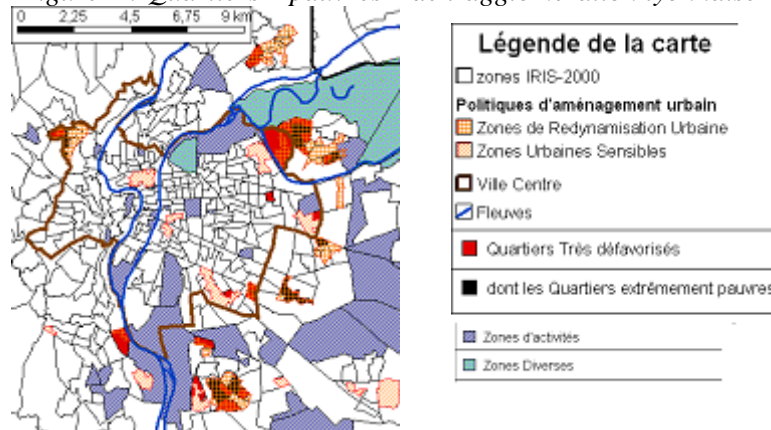 0 2,25 4,5 6,75 9 km
Légende de la carte
zones IRIS-2000
Politiques d'aménagement urbain
Zones de Redynamisation Urbaine
Zones Urbaines Sensibles
Ville Centre
Fleuves
Quartiers Très défavorisés
dont les Quartiers extrêmement pauvres
Zones d'activités
Zones Diverses